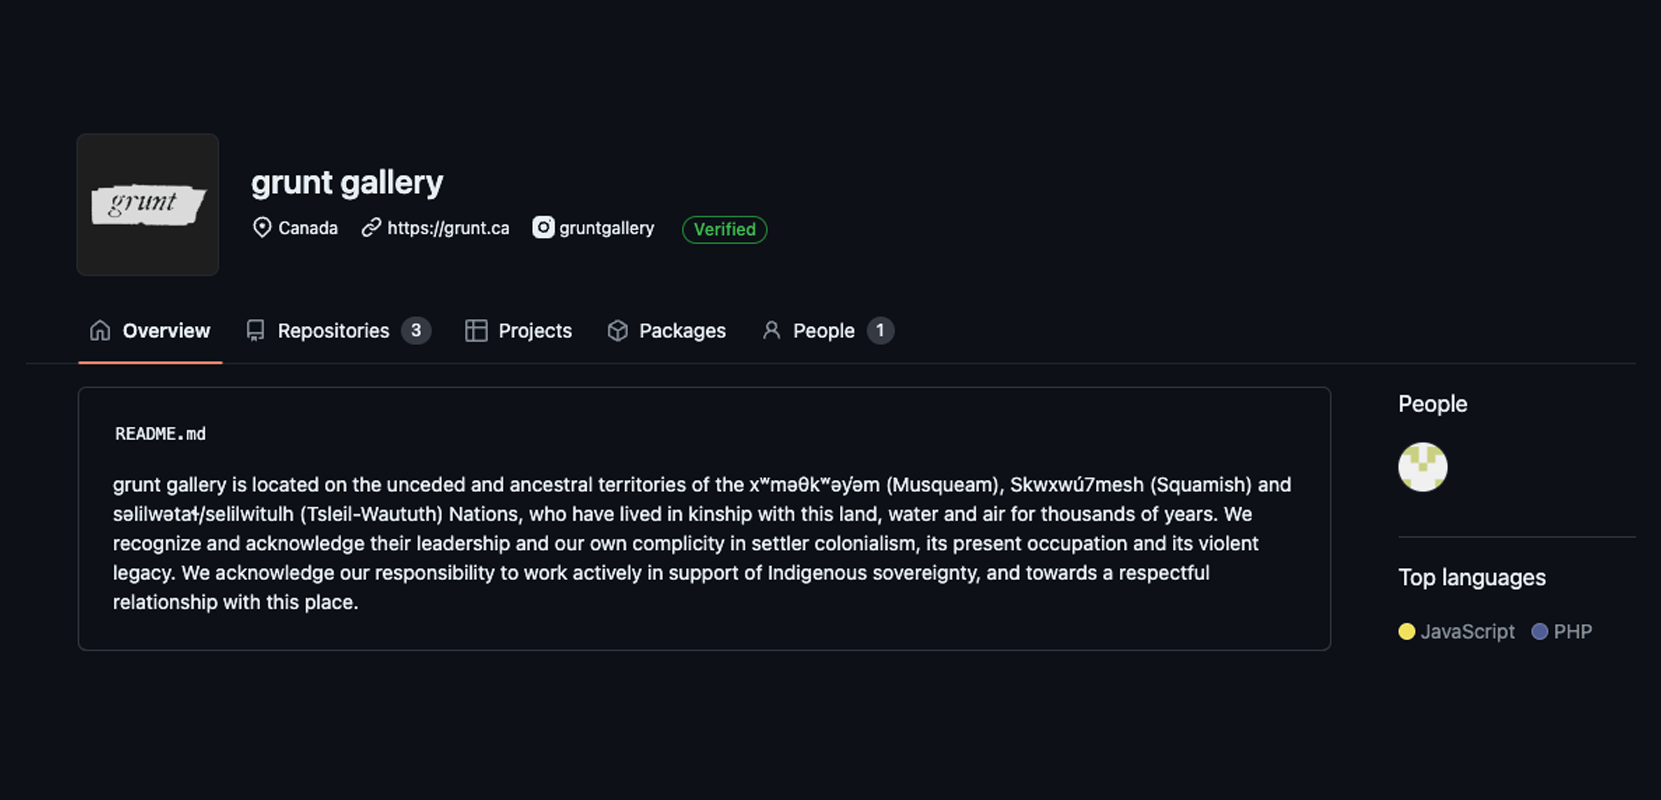 grunt
grunt gallery
Canada https://grunt.ca gruntgallery Verified
Overview Repositories 3 Projects Packages People 1
README.md
grunt gallery is located on the unceded and ancestral territories of the xʷməθkʷəy̓əm (Musqueam), Skwxwú7mesh (Squamish) and
səlilwətaɬ/selilwitulh (Tsleil-Waututh) Nations, who have lived in kinship with this land, water and air for thousands of years. We
recognize and acknowledge their leadership and our own complicity in settler colonialism, its present occupation and its violent
legacy. We acknowledge our responsibility to work actively in support of Indigenous sovereignty, and towards a respectful
relationship with this place.
People
Top languages
JavaScript PHP